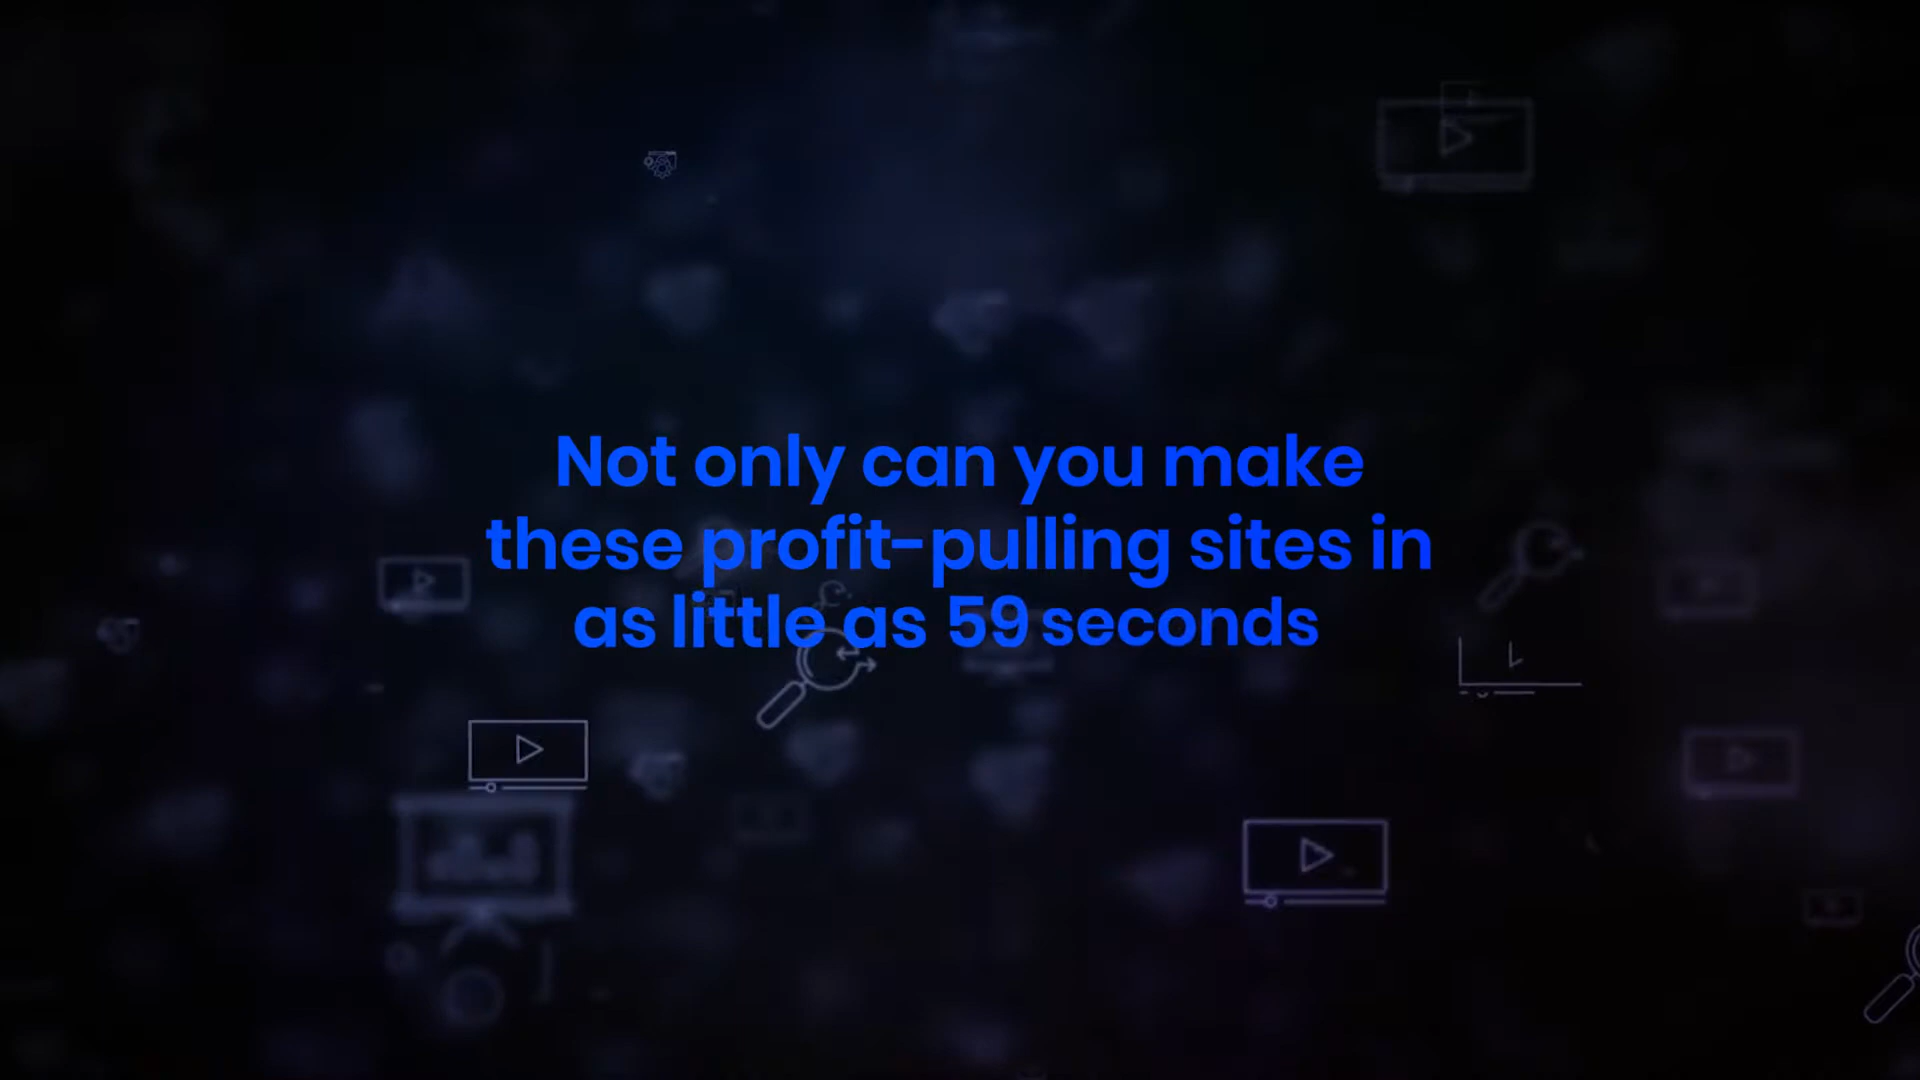 Not only can you make
these profit-pulling sites in
as little as 59 seconds